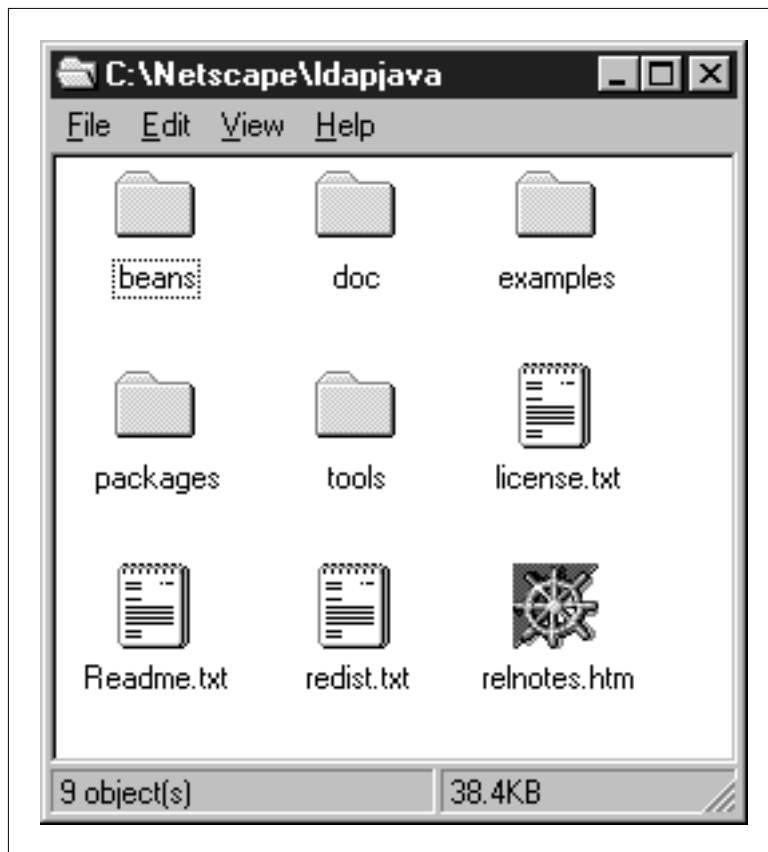 C:\Netscape\ldapjava
File Edit View Help
beans doc examples
packages tools license.txt
Readme.txt redist.txt relnotes.htm
9 object(s) 38.4KB